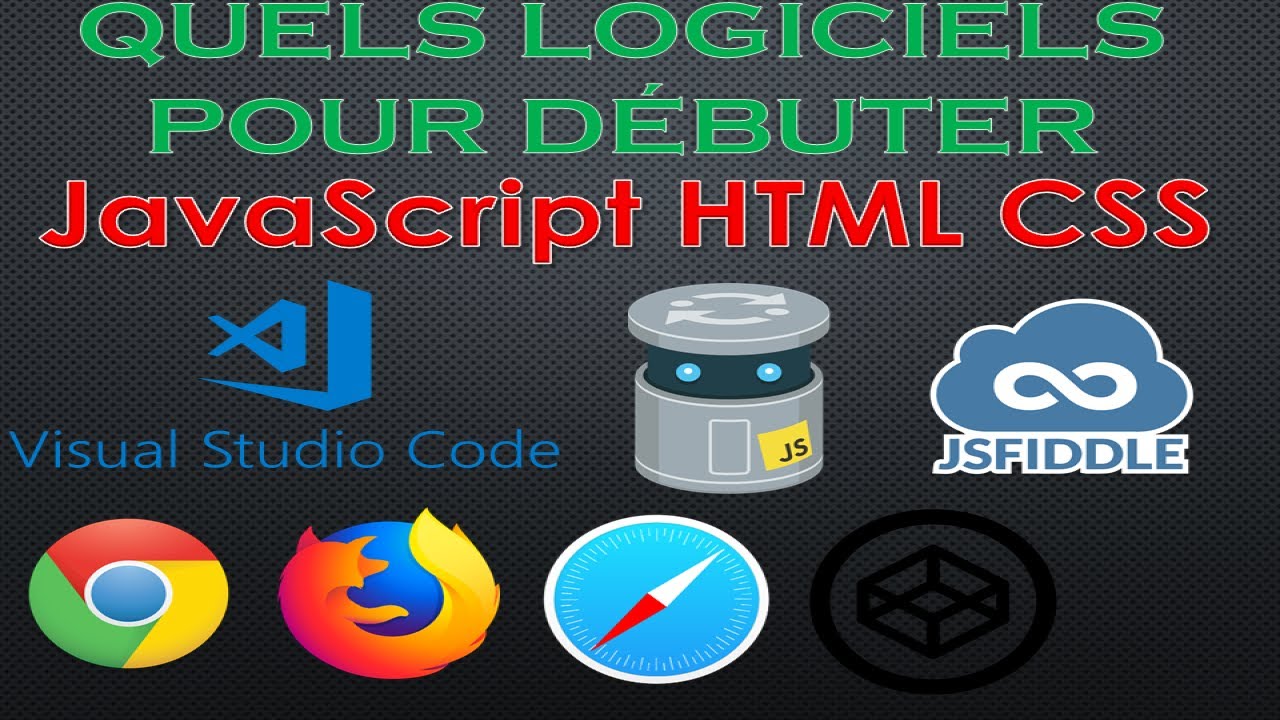 QUELS LOGICIELS
POUR DÉBUTER
JavaScript HTML CSS
Visual Studio Code
JS
JSFIDDLE